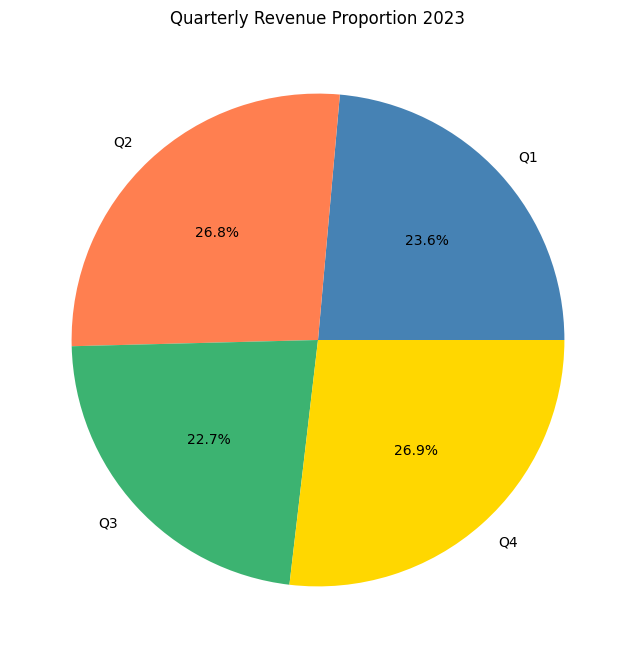 Quarterly Revenue Proportion 2023
Q2
Q1
26.8%
23.6%
22.7%
26.9%
Q3
Q4